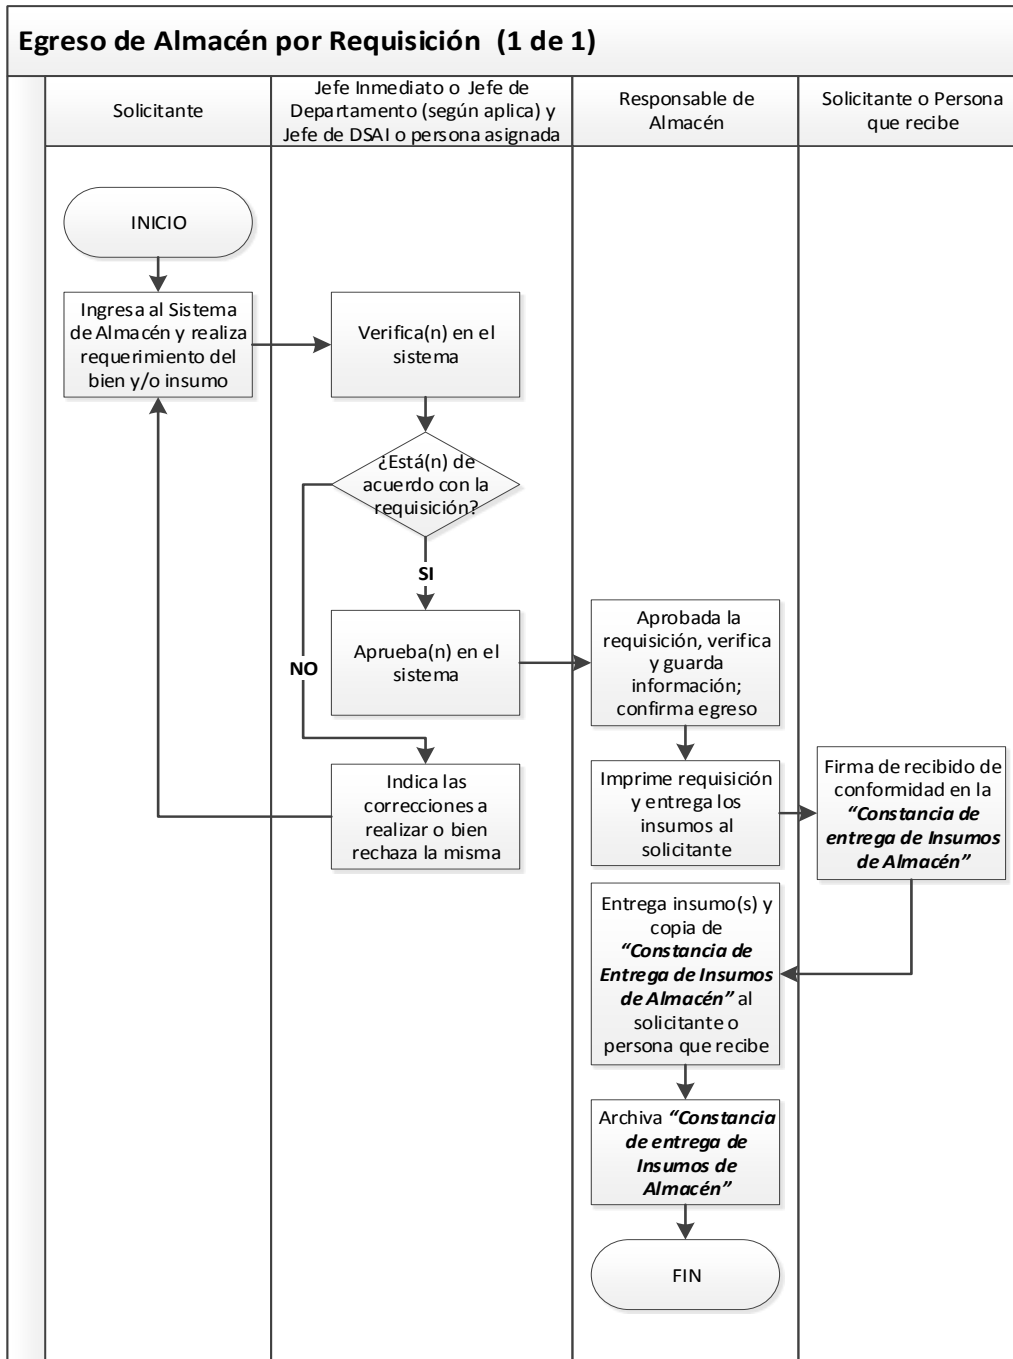 Egreso de Almacén por Requisición (1 de 1)
Solicitante
Jefe Inmediato o Jefe de
Departamento (según aplica) y
Jefe de DSAI o persona asignada
Responsable de
Almacén
Solicitante o Persona
que recibe
INICIO
Ingresa al Sistema
de Almacén y realiza
requerimiento del
bien y/o insumo
Verifica(n) en el
sistema
¿Está(n) de
acuerdo con la
requisición?
SI
NO
Aprueba(n) en el
sistema
Indica las
correcciones a
realizar o bien
rechaza la misma
Aprobada la
requisición, verifica
y guarda
información;
confirma egreso
Imprime requisición
y entrega los
insumos al
solicitante
Firma de recibido de
conformidad en la
“Constancia de
entrega de Insumos
de Almacén”
Entrega insumo(s) y
copia de
“Constancia de
Entrega de Insumos
de Almacén” al
solicitante o
persona que recibe
Archiva “Constancia
de entrega de
Insumos de
Almacén”
FIN